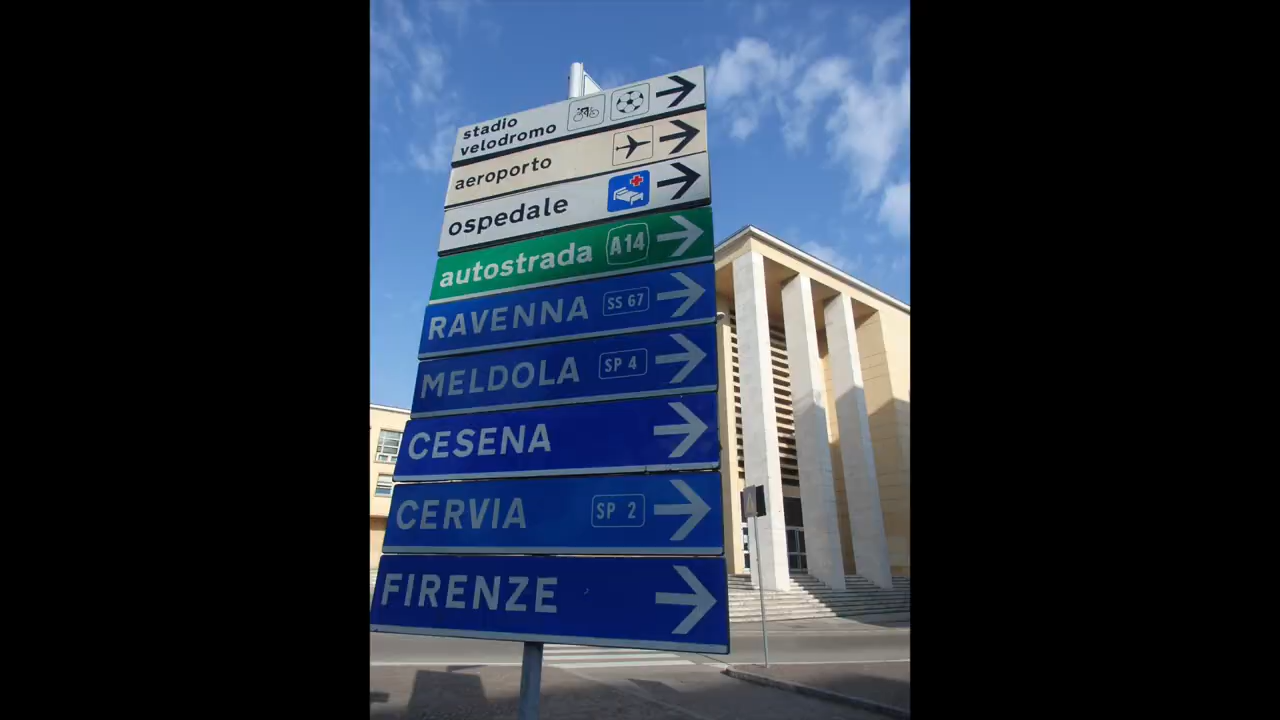 stadio
velodromo
aeroporto
ospedale
autostrada A14
RAVENNA SS 67
MELDOLA SP 4
CESENA
CERVIA SP 2
FIRENZE